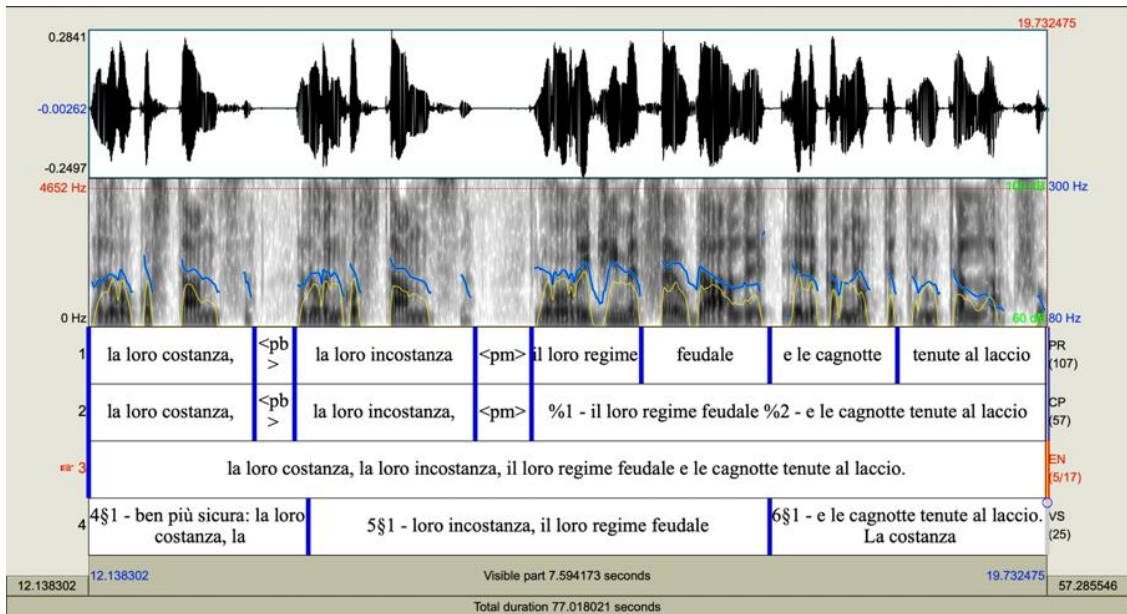 19.732475
0.2841
-0.00262
-0.2497
4652 Hz
100 dB
300 Hz
0 Hz
60 dB
80 Hz
1
la loro costanza,
<pb
>
la loro incostanza
<pm>
il loro regime
feudale
e le cagnotte
tenute al laccio
PR
(107)
2
la loro costanza,
<pb
>
la loro incostanza,
<pm>
%1 - il loro regime feudale %2 - e le cagnotte tenute al laccio
CP
(57)
3
la loro costanza, la loro incostanza, il loro regime feudale e le cagnotte tenute al laccio.
EN
(5/17)
4
4§1 - ben più sicura: la loro
costanza, la
5§1 - loro incostanza, il loro regime feudale
6§1 - e le cagnotte tenute al laccio.
La costanza
VS
(25)
12.138302
12.138302
Visible part 7.594173 seconds
19.732475
57.285546
Total duration 77.018021 seconds